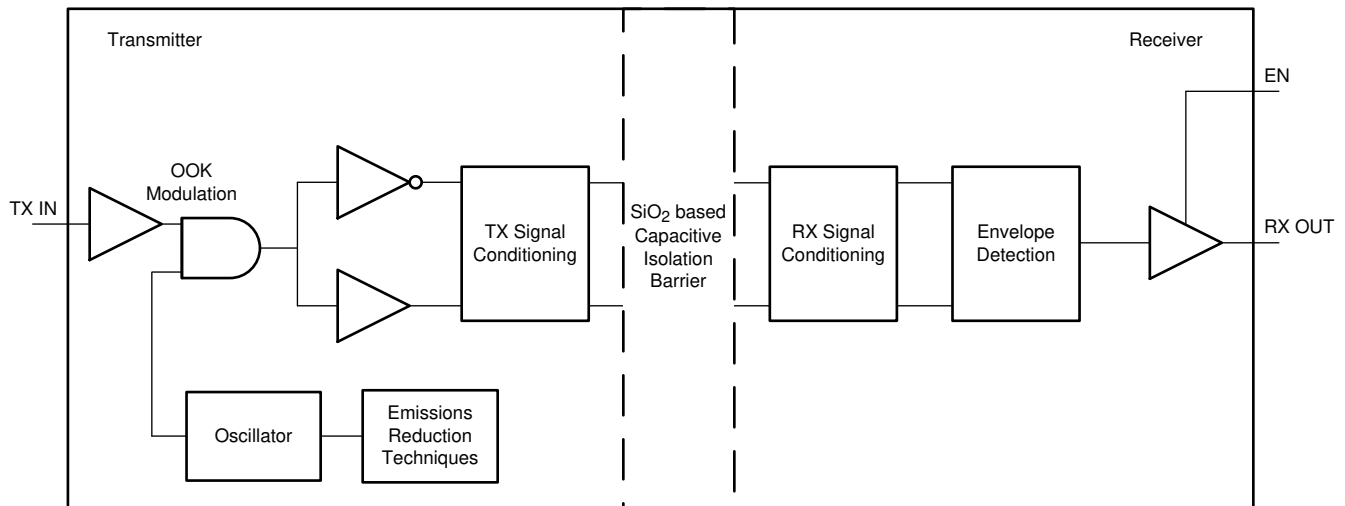 Transmitter
Receiver
EN
OOK
Modulation
TX IN
TX Signal
Conditioning
SiO2 based
Capacitive
Isolation
Barrier
RX Signal
Conditioning
Envelope
Detection
RX OUT
Oscillator
Emissions
Reduction
Techniques